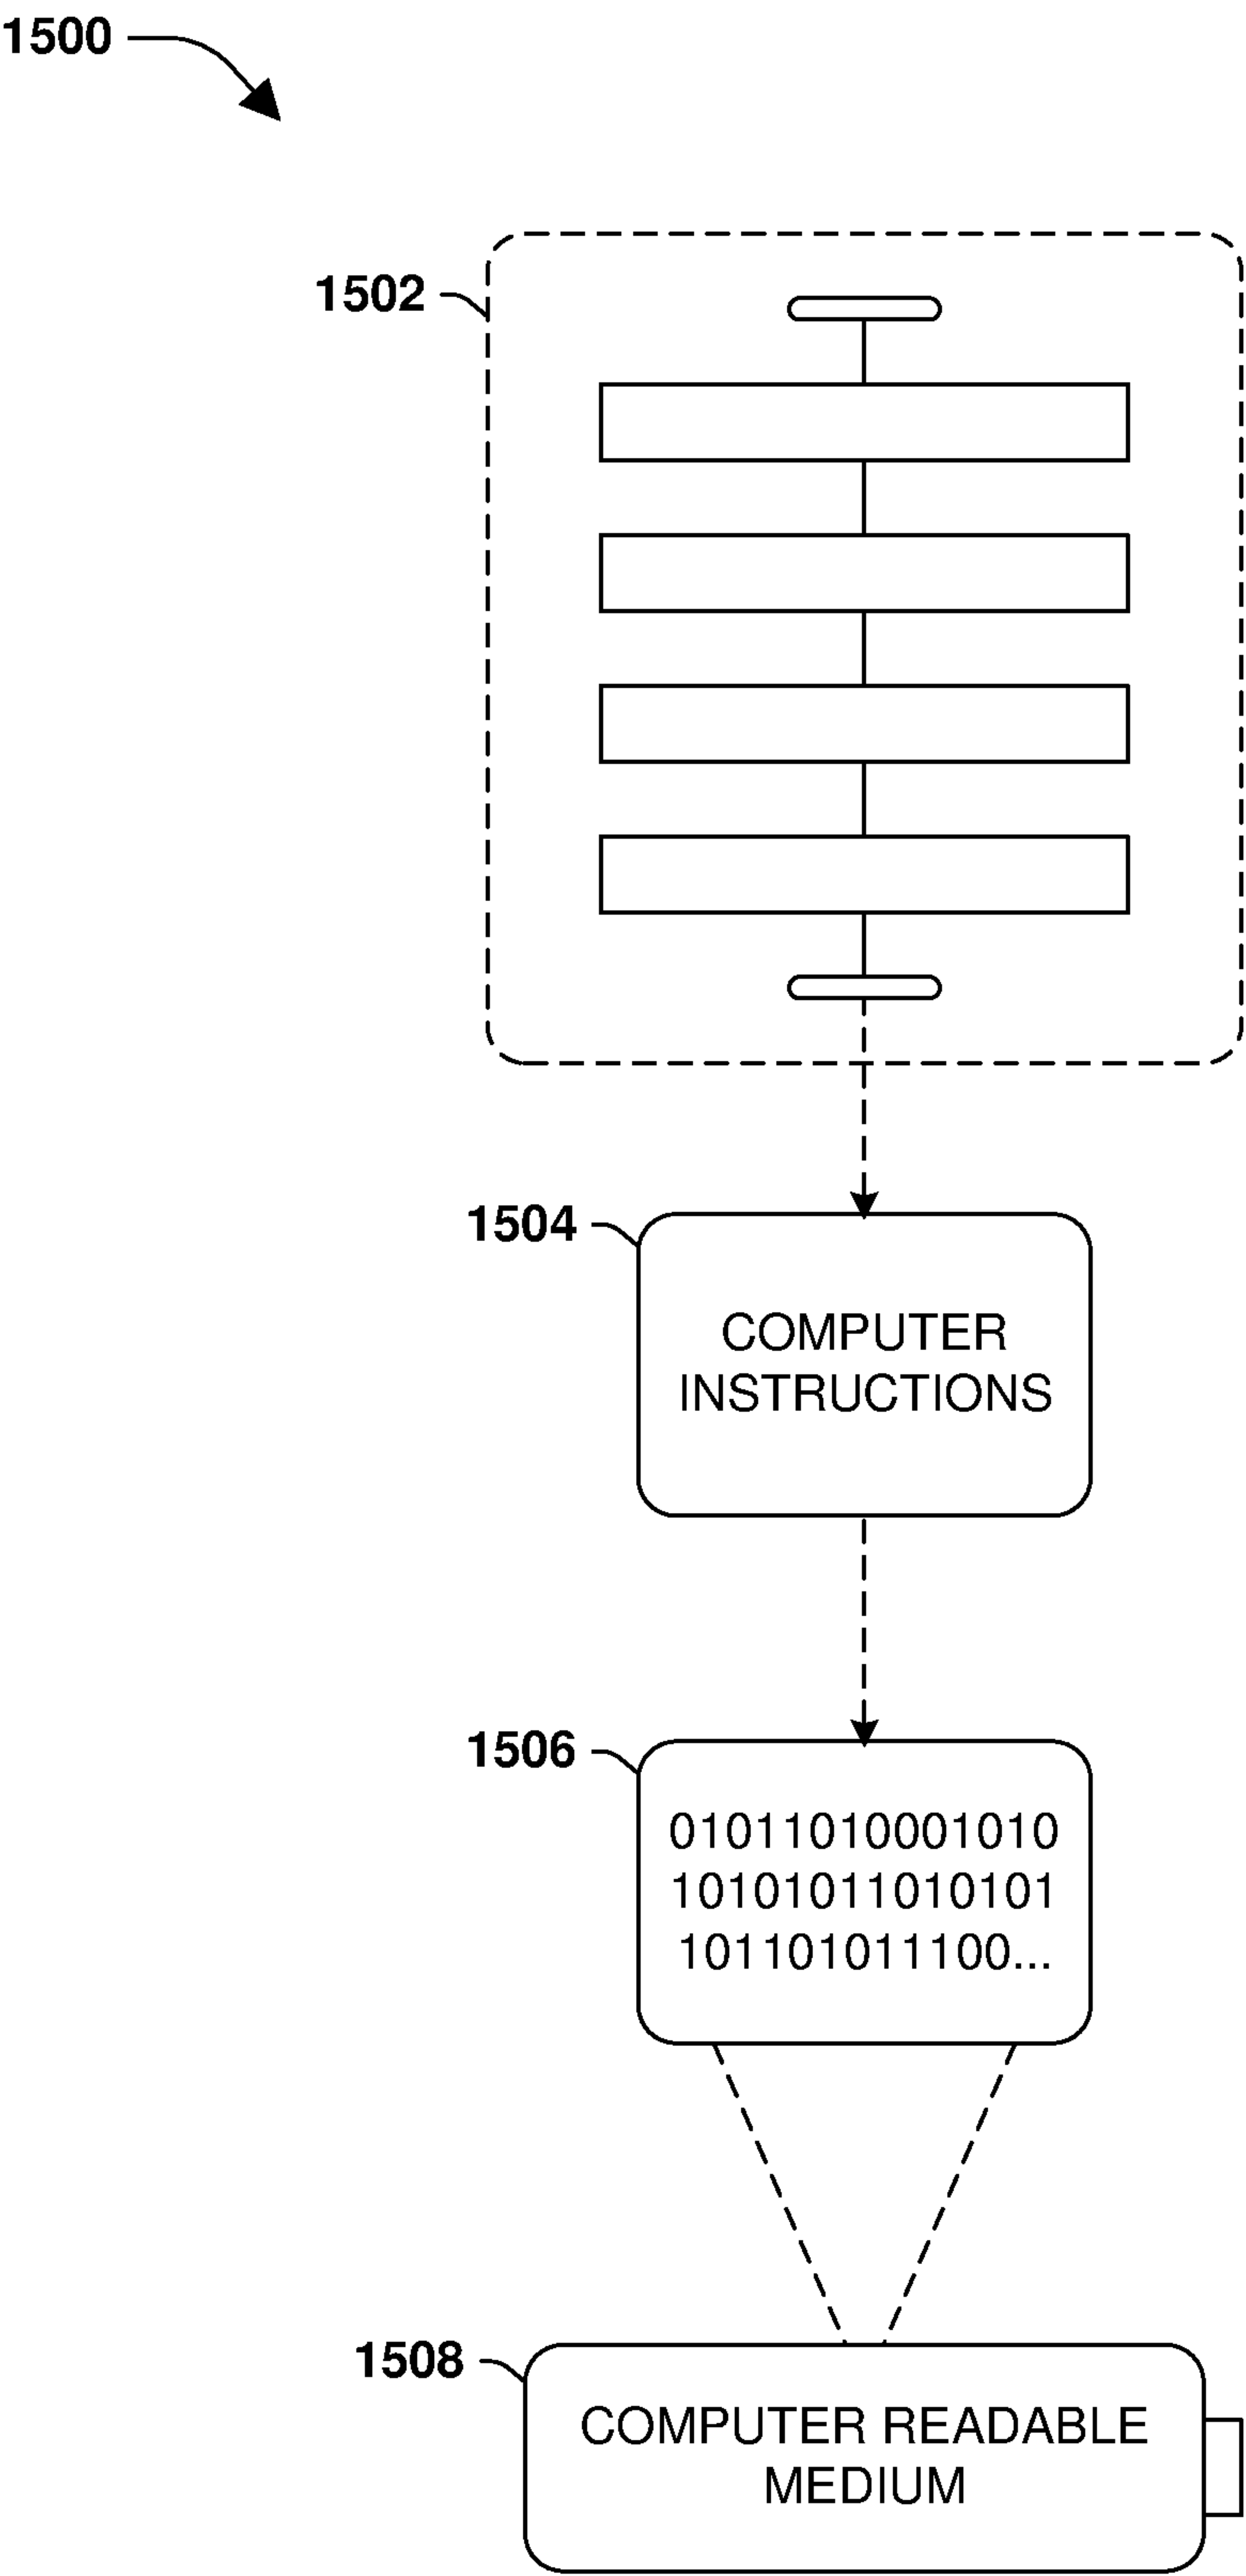 1500
1502
1504
COMPUTER
INSTRUCTIONS
1506
01011010001010
10101011010101
101101011100...
1508
COMPUTER READABLE
MEDIUM